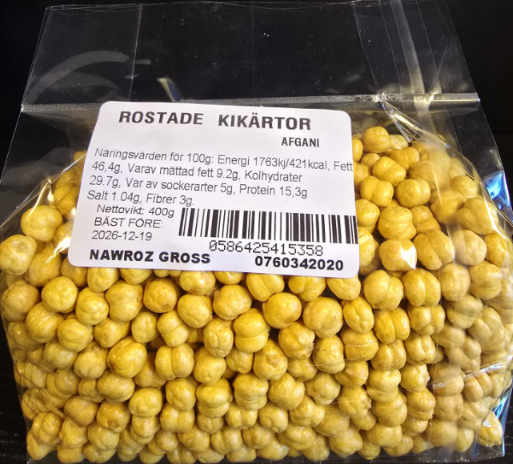 ROSTADE KIKÄRTOR
AFGANI
Näringsvärden för 100g: Energi 1763kj/421kcal, Fett
46,4g, Varav mättad fett 9.2g, Kolhydrater
29.7g, Var av sockerarter 5g, Protein 15,3g
Salt 1.04g, Fibrer 3g
Nettovikt: 400g
BÄST FÖRE:
2026-12-19
0586425415358
NAWROZ GROSS 0760342020